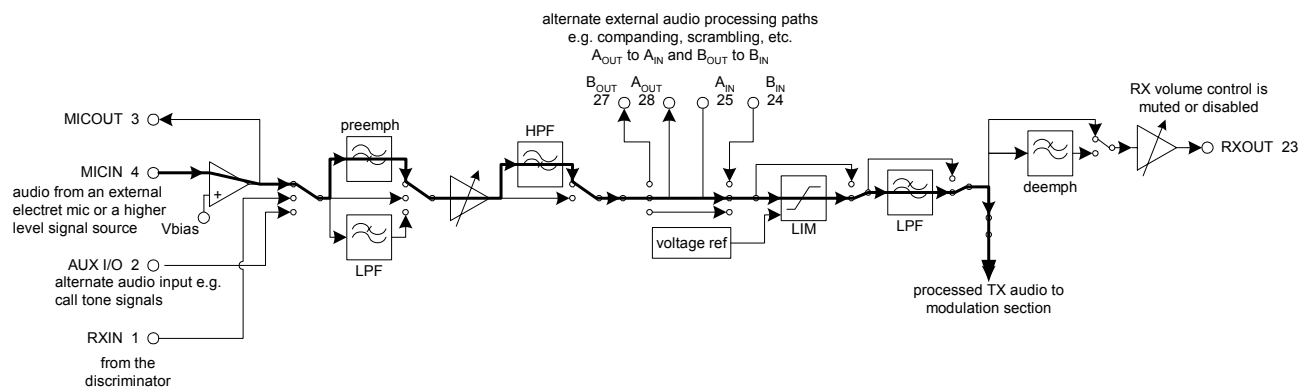 alternate external audio processing paths
e.g. companding, scrambling, etc.
A_OUT to A_IN and B_OUT to B_IN
B_OUT A_OUT A_IN B_IN
27 28 25 24
RX volume control is
muted or disabled
MICOUT 3
preemph
HPF
RXOUT 23
MICIN 4
audio from an external
electret mic or a higher
level signal source
+
Vbias
deemph
LIM
LPF
voltage ref
LPF
AUX I/O 2
alternate audio input e.g.
call tone signals
processed TX audio to
modulation section
RXIN 1
from the
discriminator